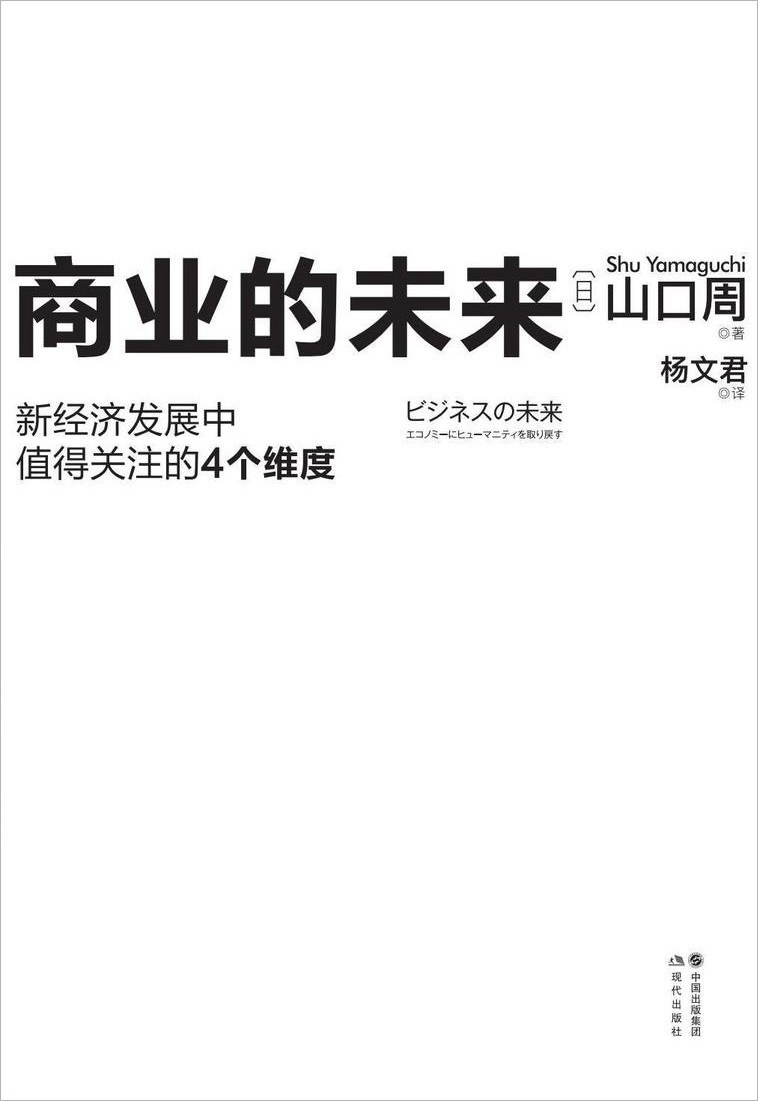 商业的未来
〔日〕
Shu Yamaguchi
山口周
◎著
杨文君
◎译
新经济发展中
值得关注的4个维度
ビジネスの未来
エコノミーにヒューマニティを取り戻す
现代出版社
中国出版集团